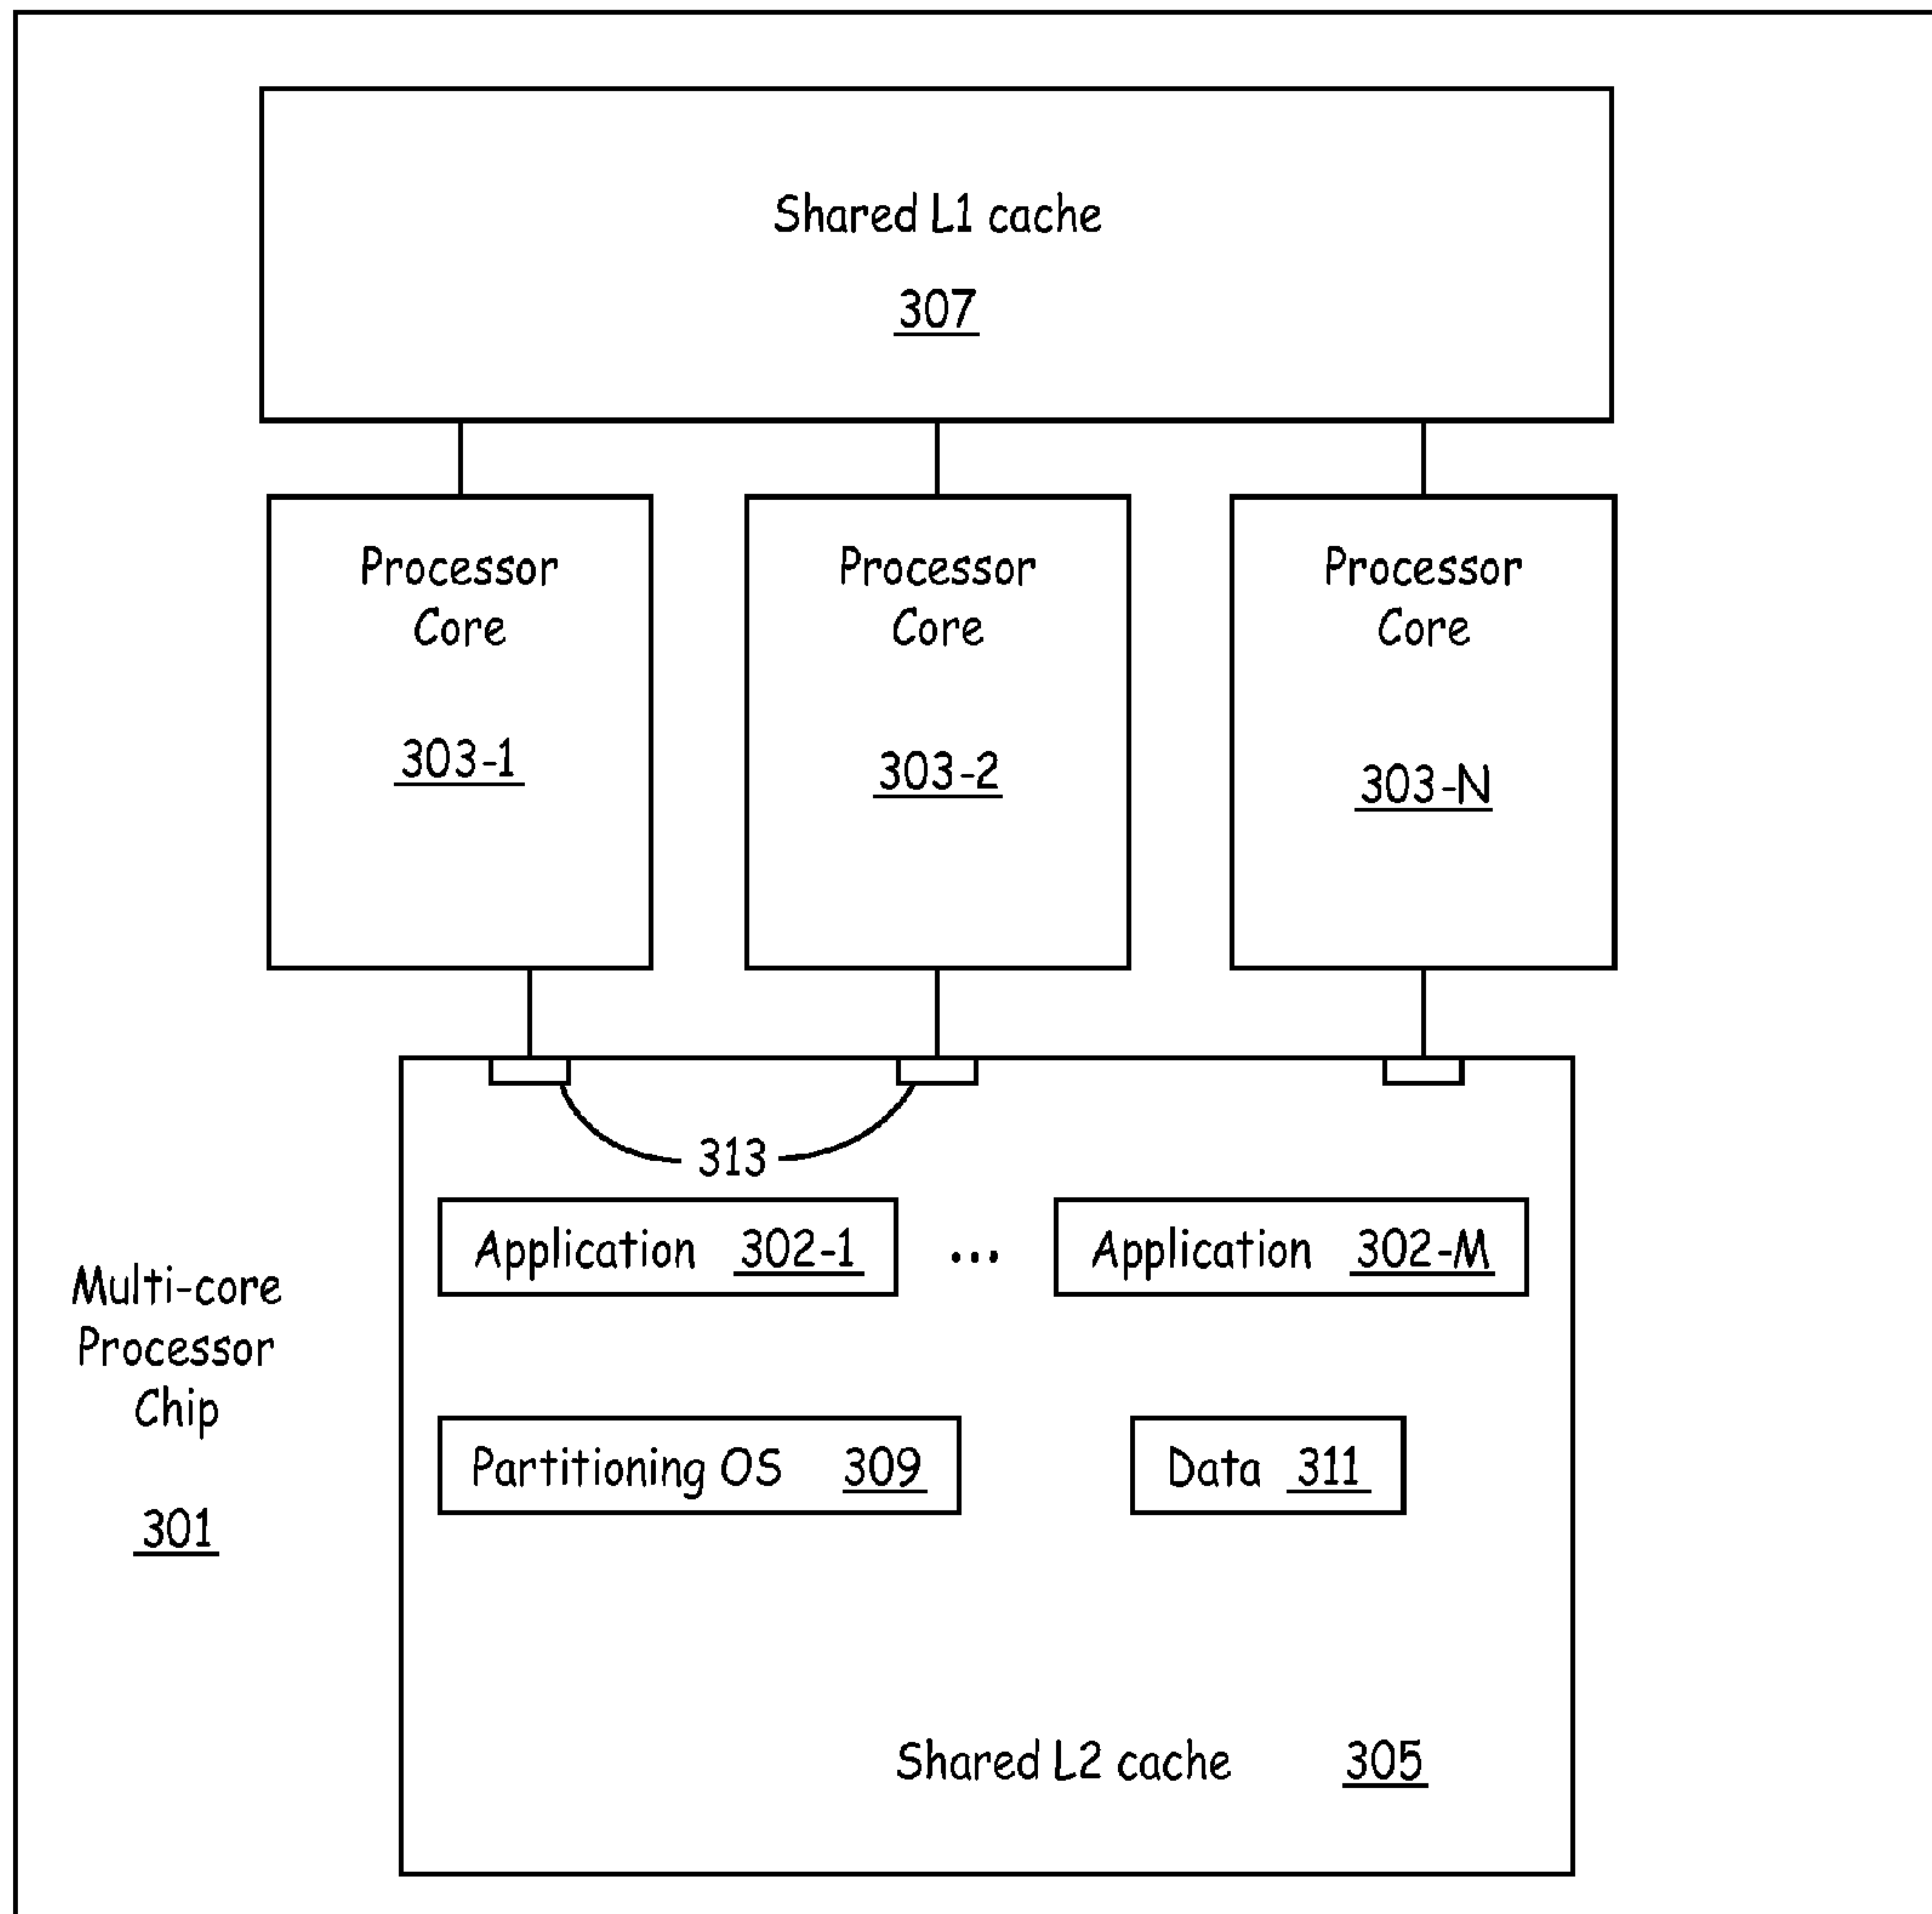 Shared L1 cache
307
Processor
Core
303-1
Processor
Core
303-2
Processor
Core
303-N
313
Application 302-1
...
Application 302-M
Partitioning OS 309
Data 311
Shared L2 cache 305
Multi-core
Processor
Chip
301